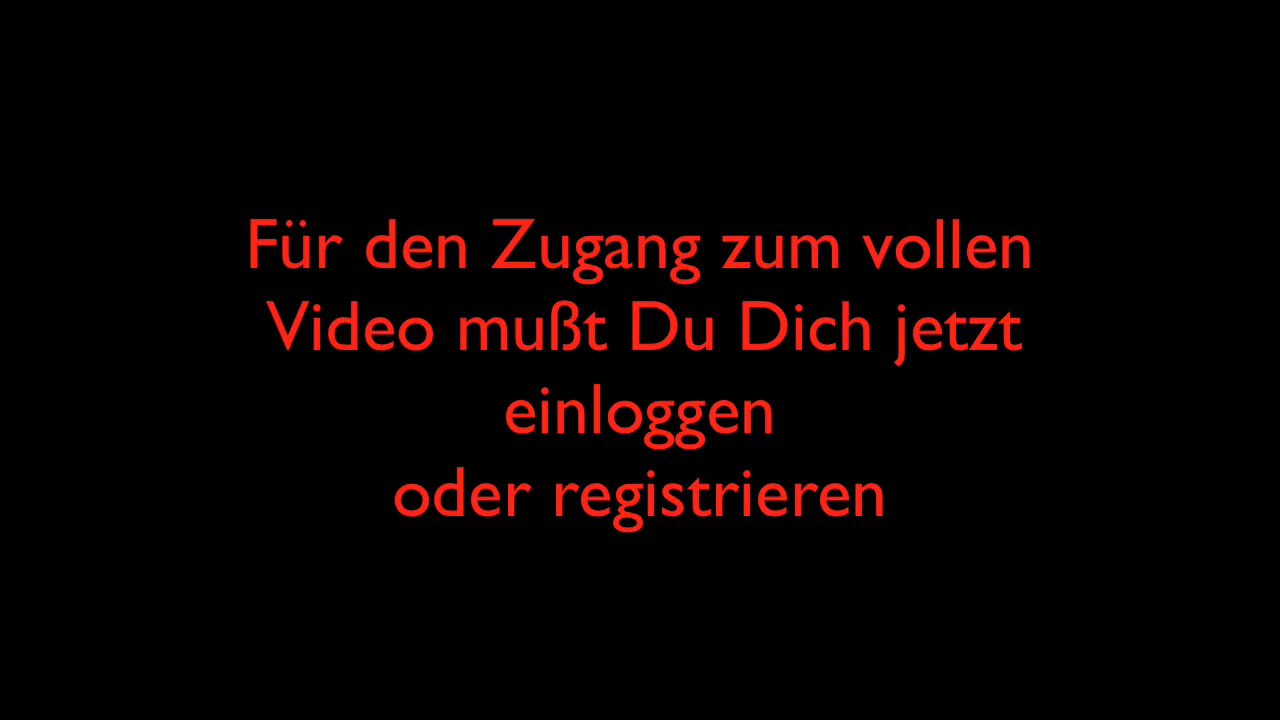 Für den Zugang zum vollen
Video mußt Du Dich jetzt
einloggen
oder registrieren